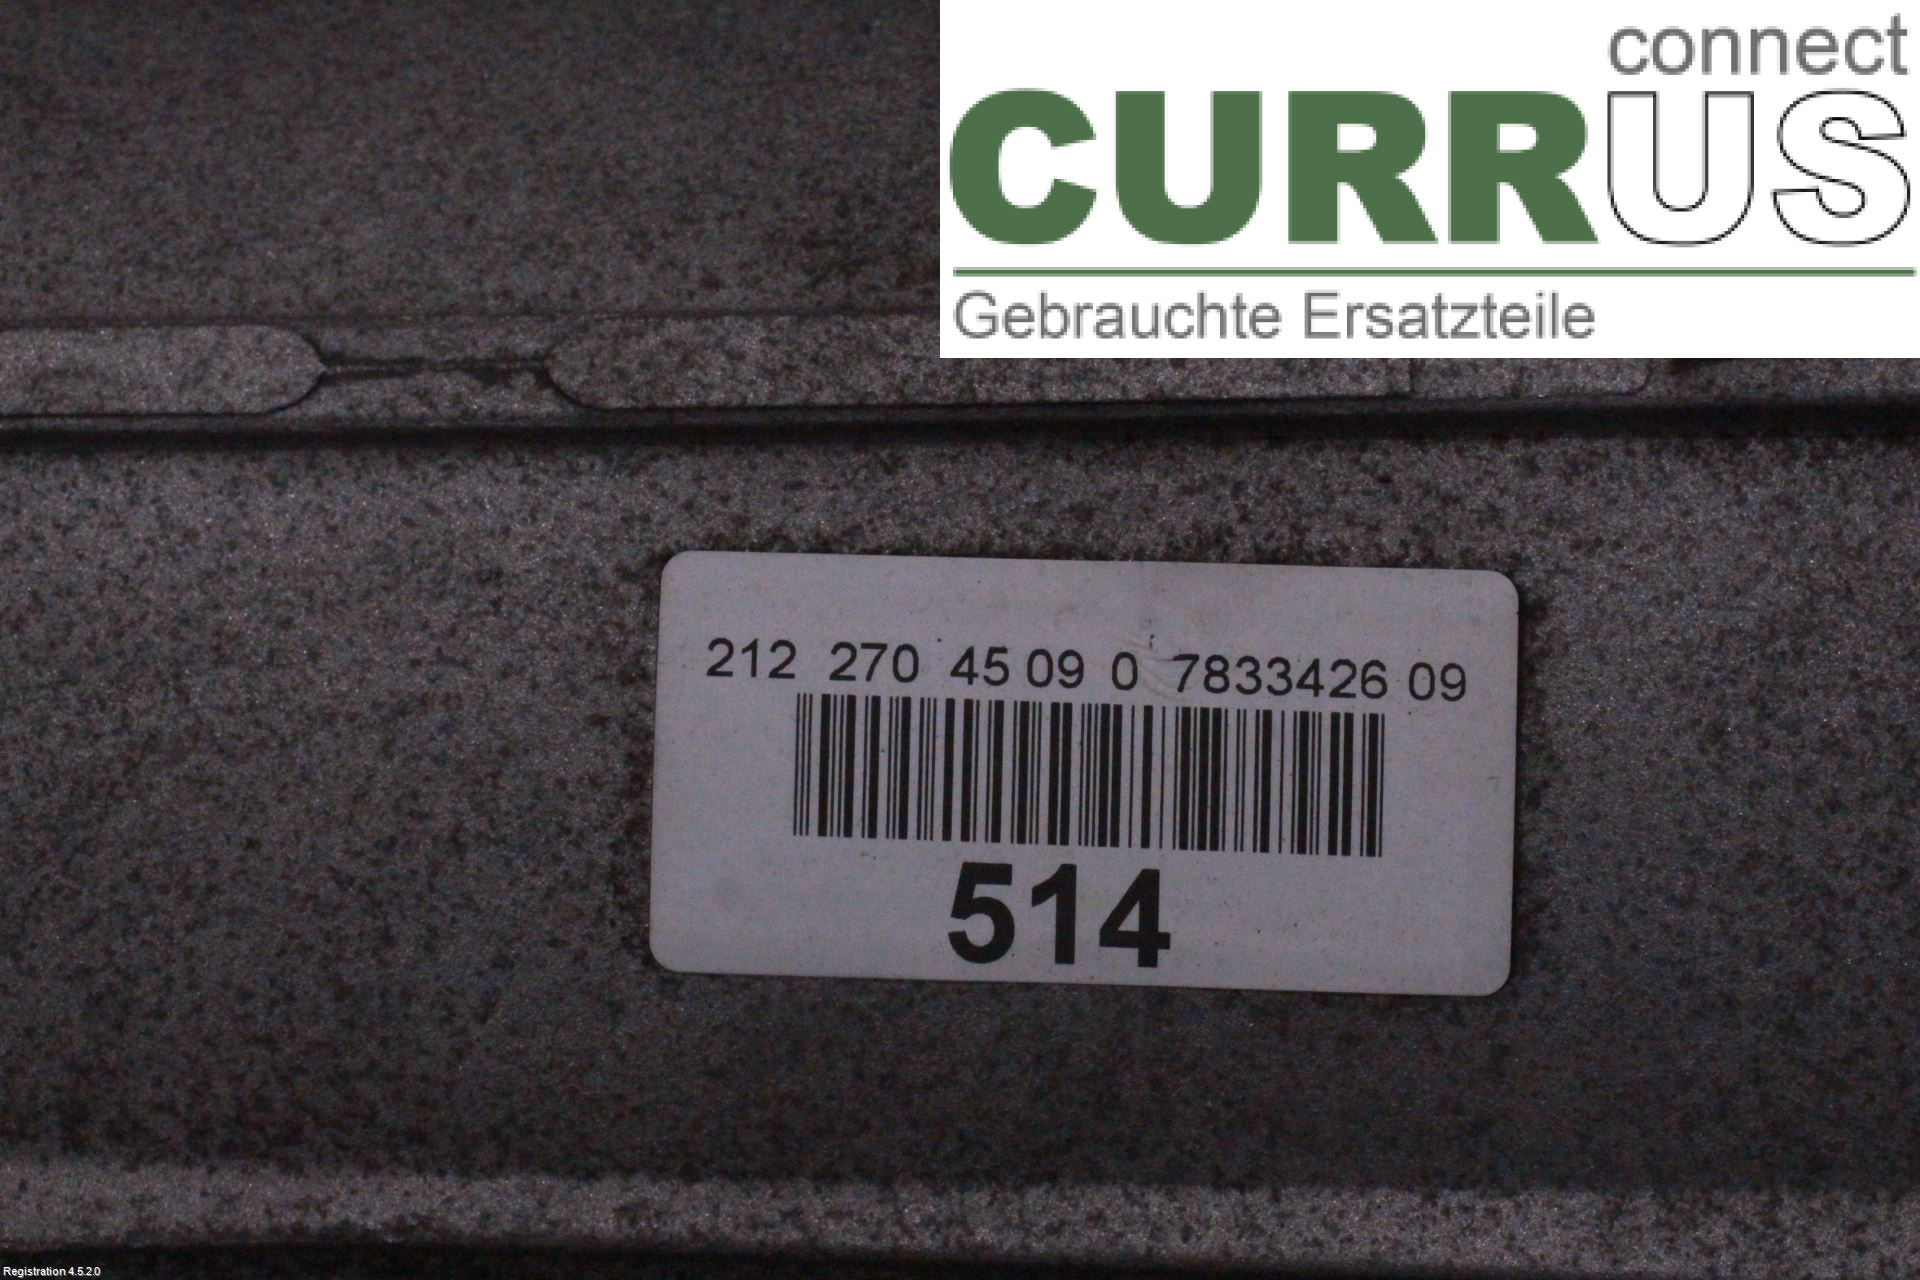 connect
CURRUS
Gebrauchte Ersatzteile
212 270 45 09 0 7833426 09
514
Registration 4.5.2.0